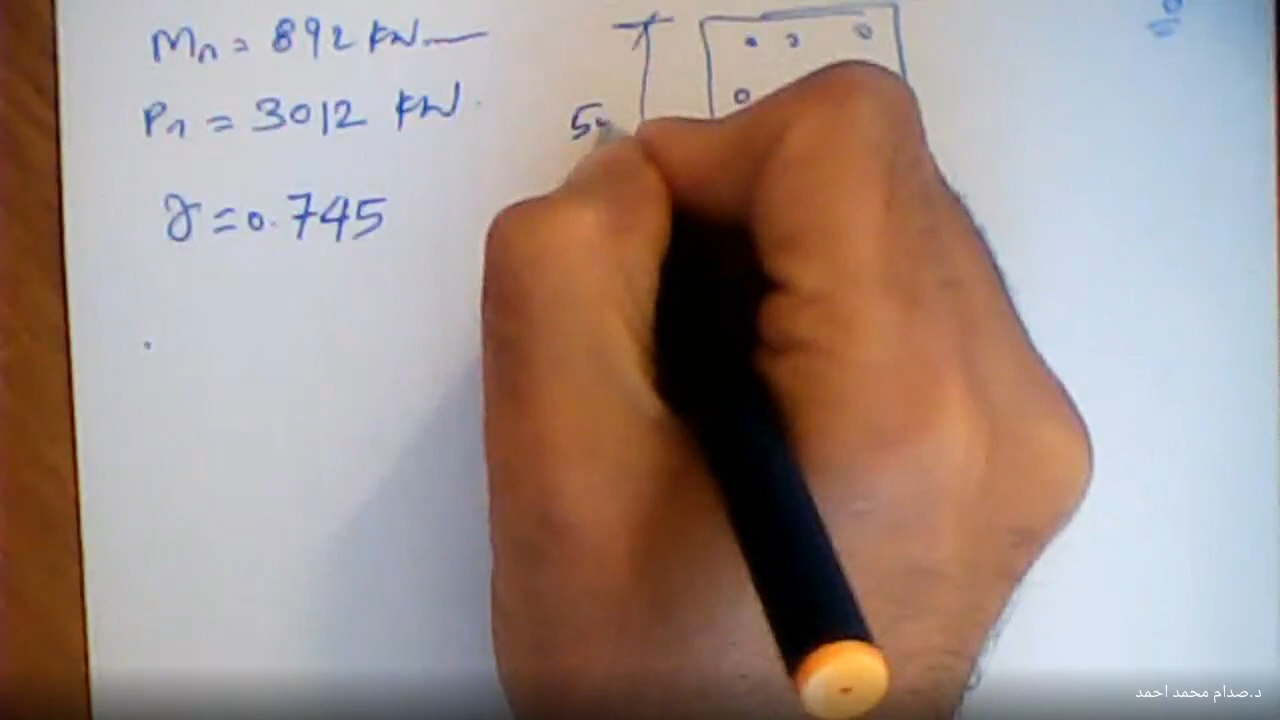 Mn = 892 KN
Pn = 3012 KN.
γ = 0.745
د.صدام محمد احمد